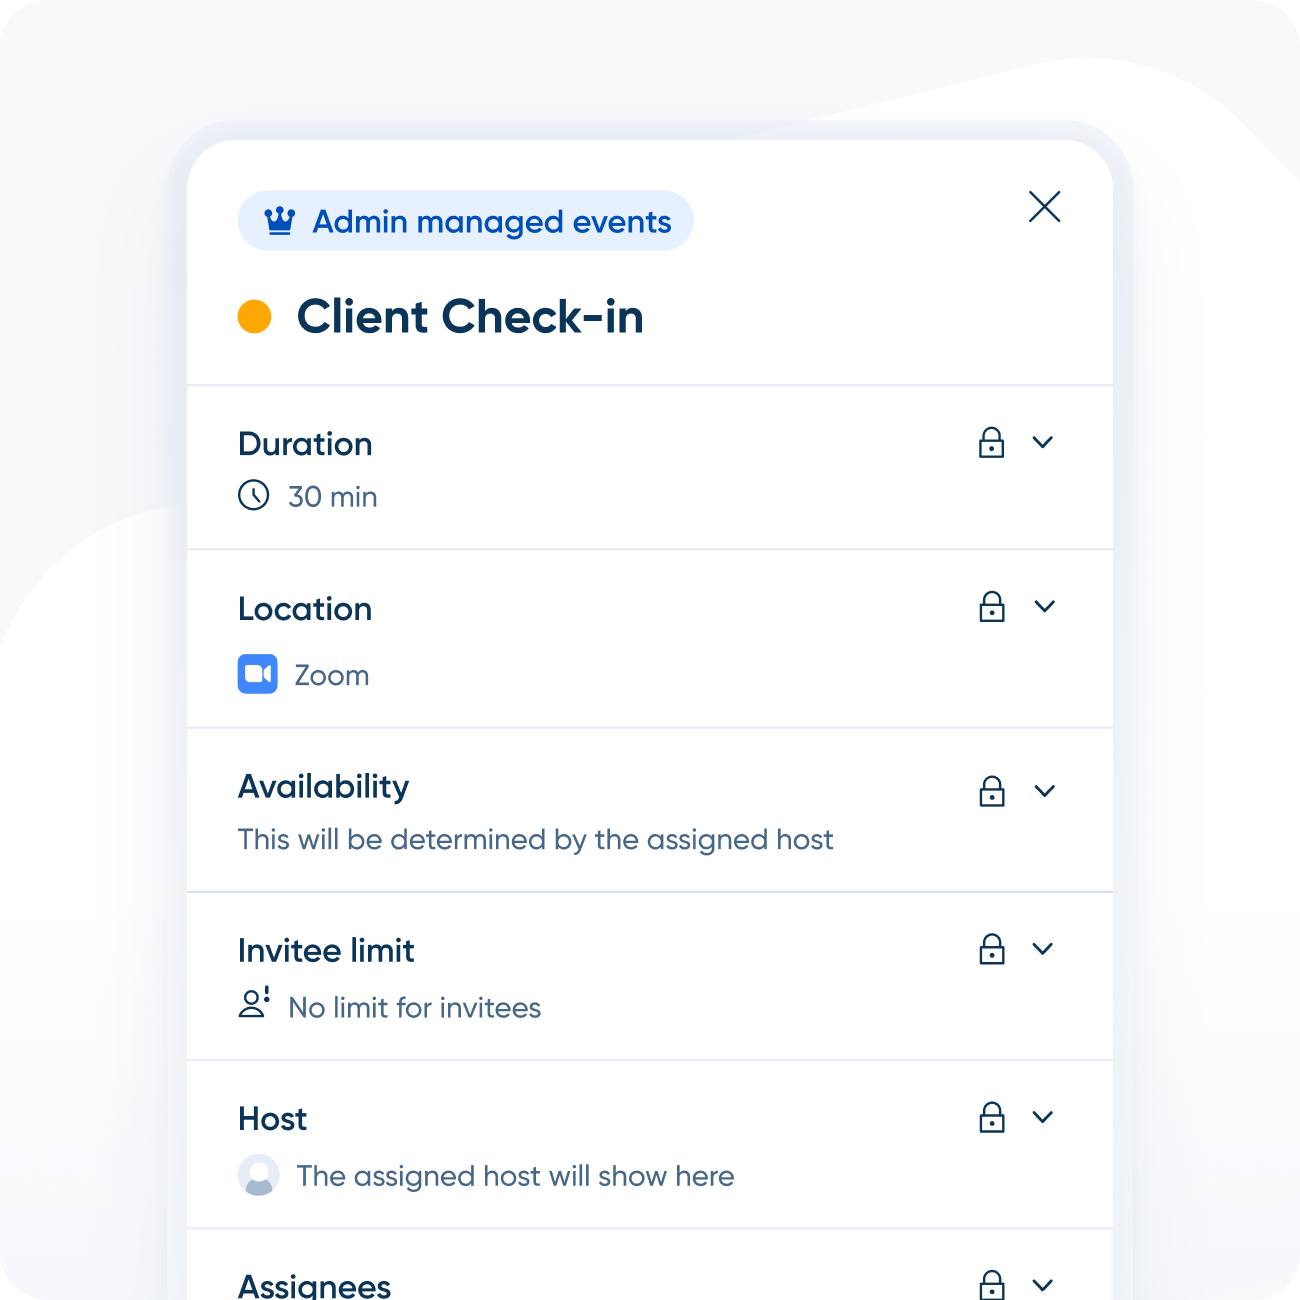 Admin managed events
Client Check-in
Duration
30 min
Location
Zoom
Availability
This will be determined by the assigned host
Invitee limit
No limit for invitees
Host
The assigned host will show here
Assignees